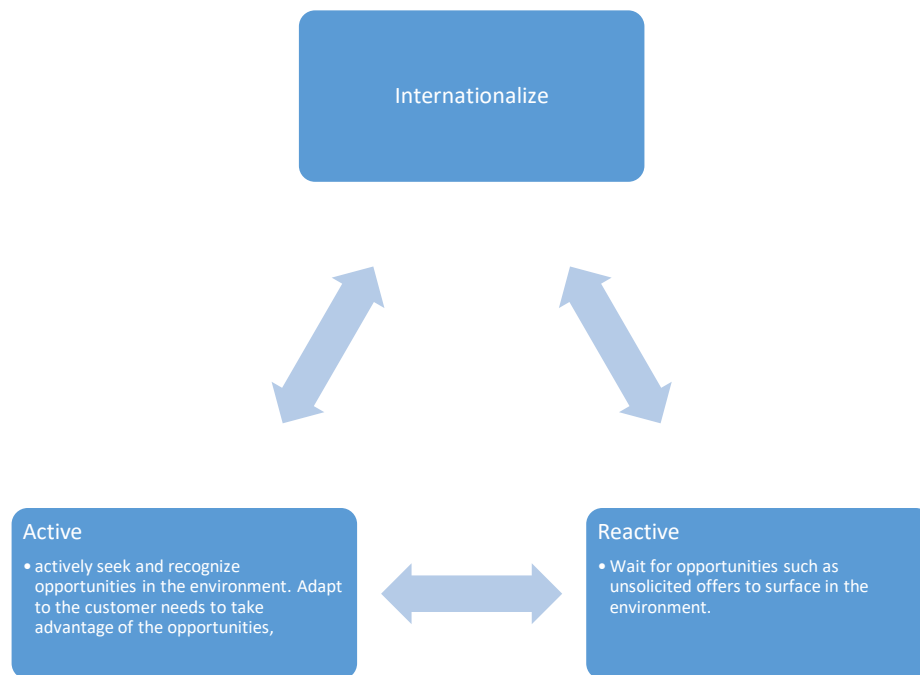 Internationalize
Active
• actively seek and recognize
opportunities in the environment. Adapt
to the customer needs to take
advantage of the opportunities,
Reactive
• Wait for opportunities such as
unsolicited offers to surface in the
environment.